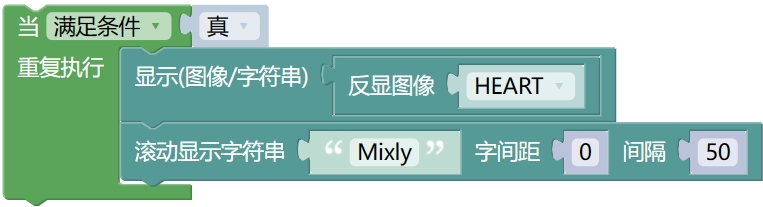 当 满足条件 真
重复执行 显示(图像/字符串) 反显图像 HEART
滚动显示字符串 “ Mixly ” 字间距 0 间隔 50